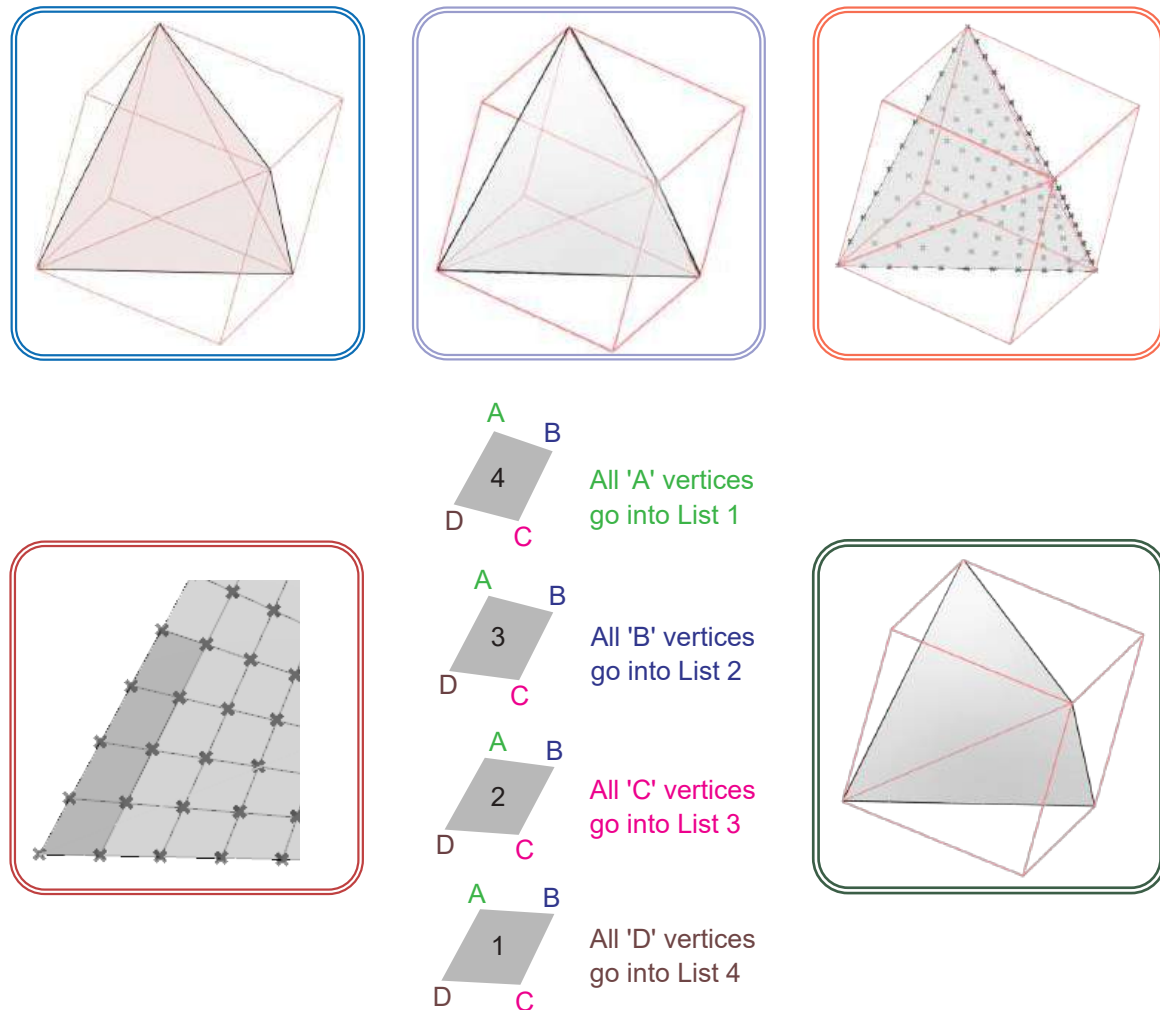 A
B
4
D
C
All 'A' vertices
go into List 1
A
B
3
D
C
All 'B' vertices
go into List 2
A
B
2
D
C
All 'C' vertices
go into List 3
A
B
1
D
C
All 'D' vertices
go into List 4